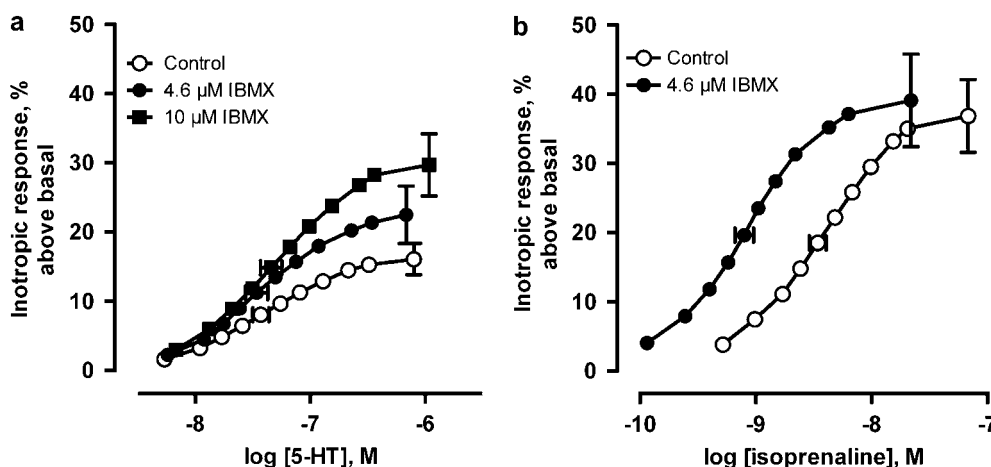 a
Inotropic response, %
above basal
50
40
30
20
10
0
Control
4.6 µM IBMX
10 µM IBMX
-8
-7
-6
log [5-HT], M
b
Inotropic response, %
above basal
50
40
30
20
10
0
Control
4.6 µM IBMX
-10
-9
-8
-7
log [isoprenaline], M